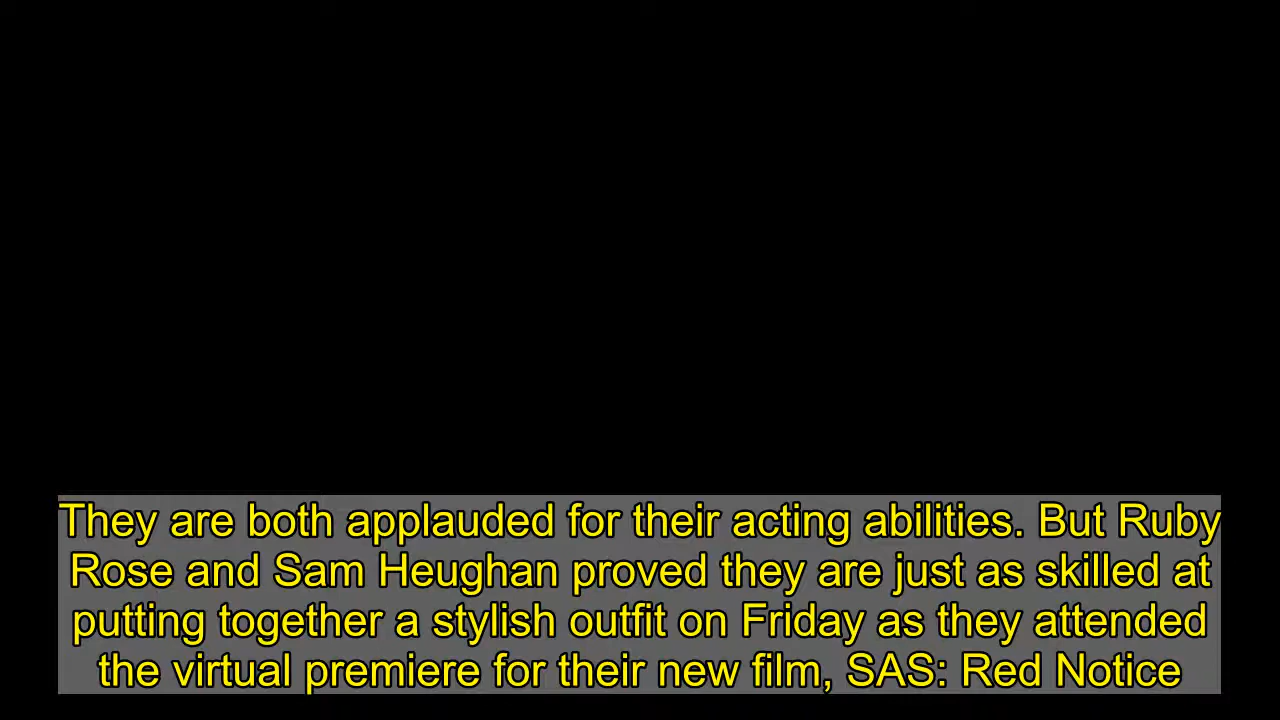 They are both applauded for their acting abilities. But Ruby
Rose and Sam Heughan proved they are just as skilled at
putting together a stylish outfit on Friday as they attended
the virtual premiere for their new film, SAS: Red Notice